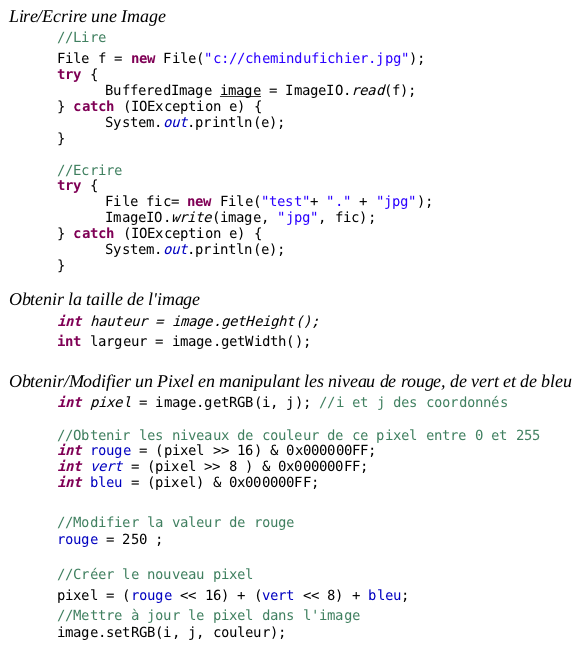 Lire/Ecrire une Image
//Lire
File f = new File("c://chemindufichier.jpg");
try {
BufferedImage image = ImageIO.read(f);
} catch (IOException e) {
System.out.println(e);
}
//Ecrire
try {
File fic= new File("test"+ "." + "jpg");
ImageIO.write(image, "jpg", fic);
} catch (IOException e) {
System.out.println(e);
}
Obtenir la taille de l'image
int hauteur = image.getHeight();
int largeur = image.getWidth();
Obtenir/Modifier un Pixel en manipulant les niveau de rouge, de vert et de bleu
int pixel = image.getRGB(i, j); //i et j des coordonnés
//Obtenir les niveaux de couleur de ce pixel entre 0 et 255
int rouge = (pixel >> 16) & 0x000000FF;
int vert = (pixel >> 8 ) & 0x000000FF;
int bleu = (pixel) & 0x000000FF;
//Modifier la valeur de rouge
rouge = 250 ;
//Créer le nouveau pixel
pixel = (rouge << 16) + (vert << 8) + bleu;
//Mettre à jour le pixel dans l'image
image.setRGB(i, j, couleur);